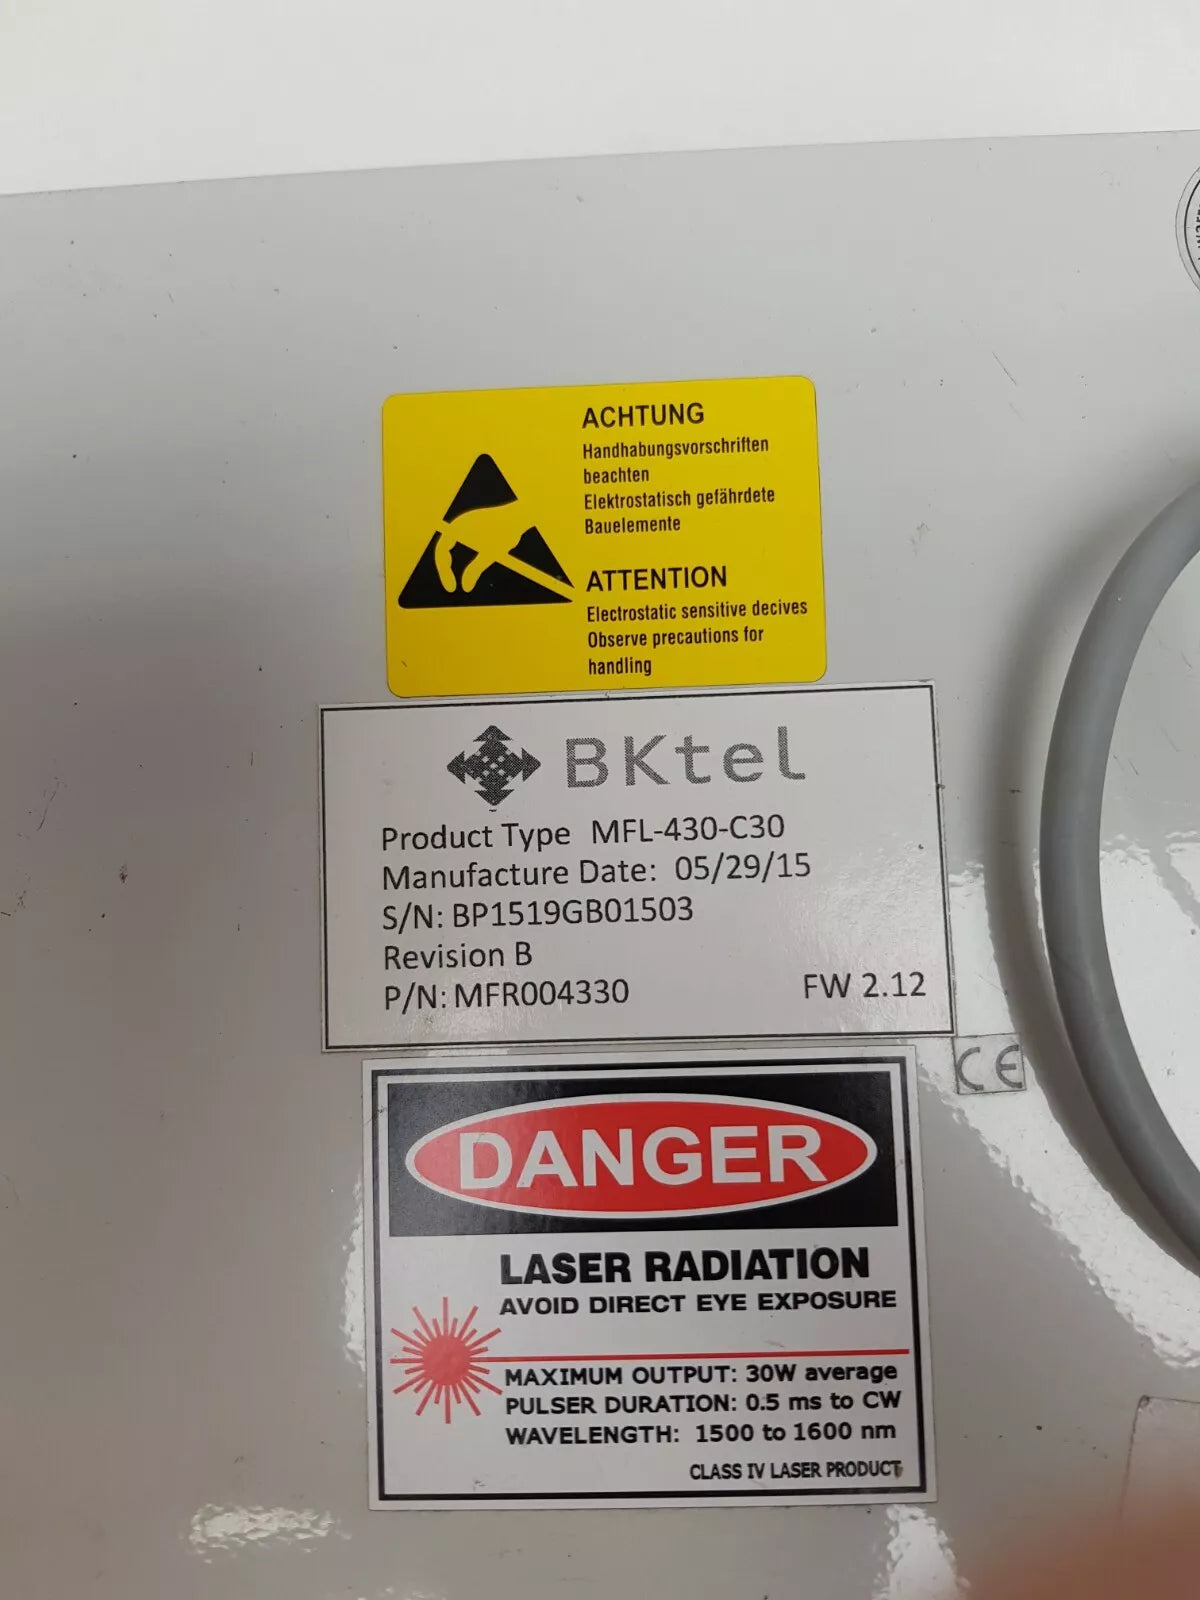 ACHTUNG
Handhabungsvorschriften
beachten
Elektrostatisch gefährdete
Bauelemente
ATTENTION
Electrostatic sensitive decives
Observe precautions for
handling
BKtel
Product Type MFL-430-C30
Manufacture Date: 05/29/15
S/N: BP1519GB01503
Revision B
P/N: MFR004330 FW 2.12
CE
DANGER
LASER RADIATION
AVOID DIRECT EYE EXPOSURE
MAXIMUM OUTPUT: 30W average
PULSER DURATION: 0.5 ms to CW
WAVELENGTH: 1500 to 1600 nm
CLASS IV LASER PRODUCT